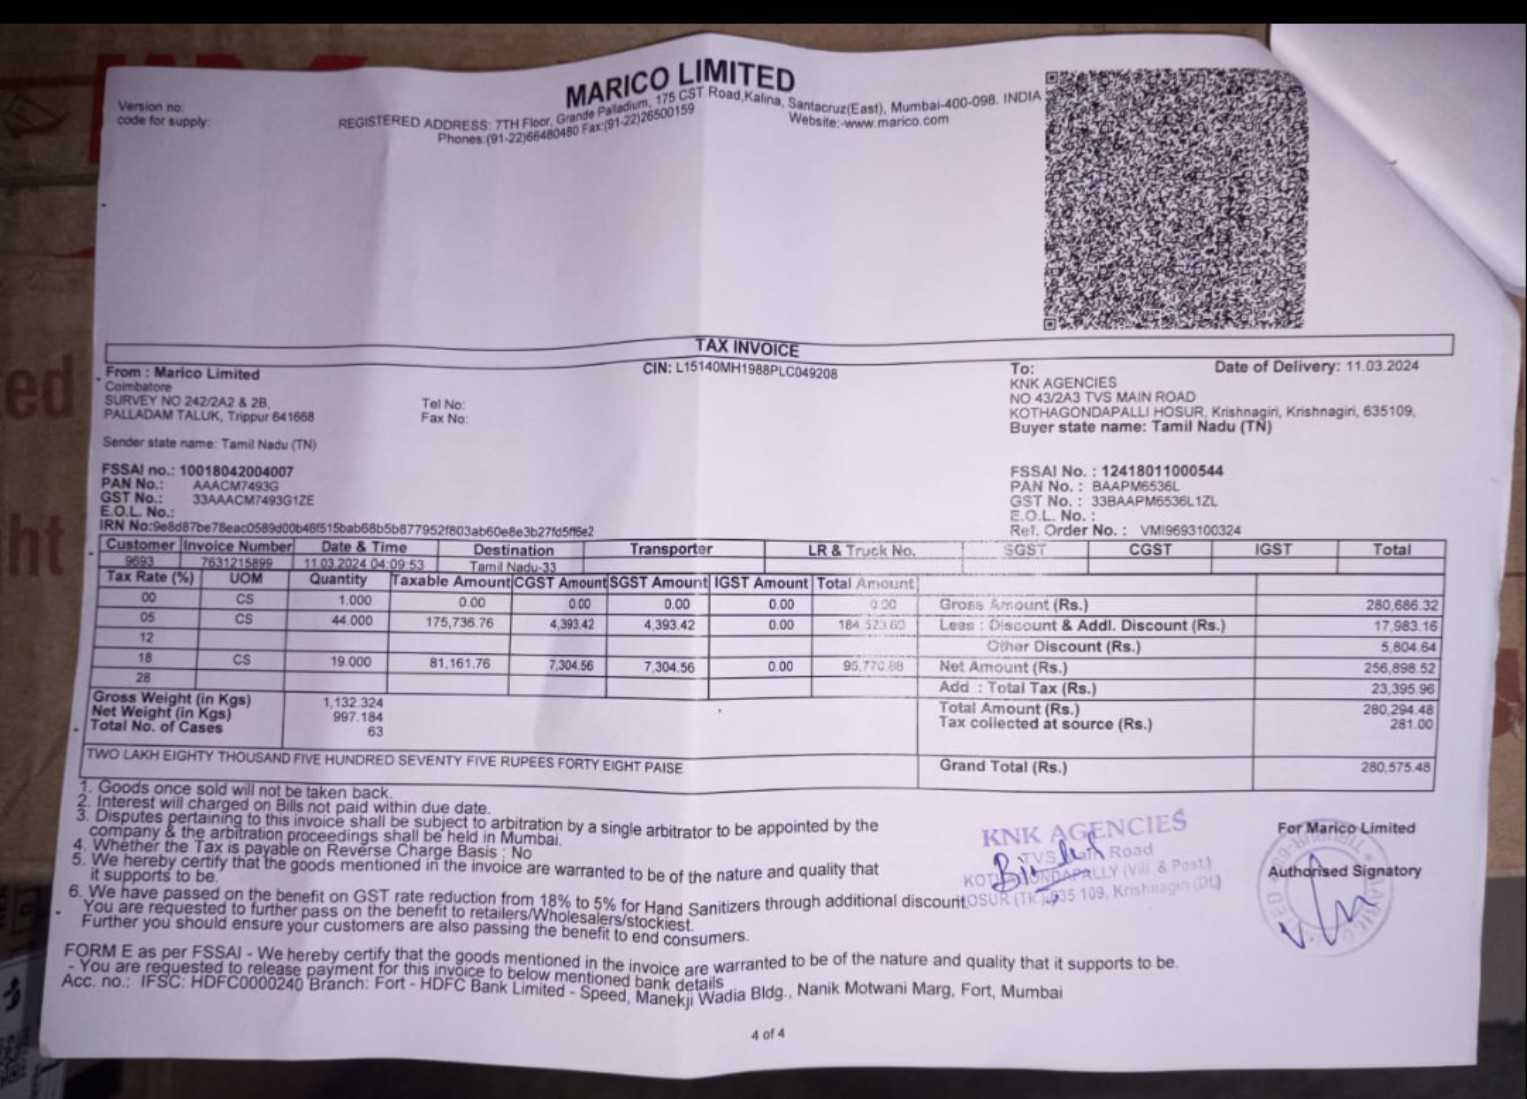 MARICO LIMITED
REGISTERED ADDRESS: 7TH Floor, Grande Palladium, 175 CST Road,Kalina, Santacruz(East), Mumbai-400-098. INDIA
Phones:(91-22)66480480 Fax:(91-22)26500159 Website:-www.marico.com
Version no:
code for supply:
TAX INVOICE
From : Marico Limited
Coimbatore
SURVEY NO 242/2A2 & 2B,
PALLADAM TALUK, Trippur 641668
Tel No:
Fax No:
Sender state name: Tamil Nadu (TN)
CIN: L15140MH1988PLC049208
To:
Date of Delivery: 11.03.2024
KNK AGENCIES
NO 43/2A3 TVS MAIN ROAD
KOTHAGONDAPALLI HOSUR, Krishnagiri, Krishnagiri, 635109,
Buyer state name: Tamil Nadu (TN)
FSSAI no.: 10018042004007
PAN No.: AAACM7493G
GST No.: 33AAACM7493G1ZE
E.O.L. No.:
IRN No:9e8d87be78eac0589d00b46f515bab68b5b877952f803ab60e8e3b27fd5ff6e2
FSSAI No. : 12418011000544
PAN No. : BAAPM6536L
GST No. : 33BAAPM6536L1ZL
E.O.L. No. :
Ref. Order No. : VMI9693100324
Customer Invoice Number Date & Time Destination Transporter LR & Truck No. SGST CGST IGST Total
9693 7631215899 11.03.2024 04:09:53 Tamil Nadu-33
Tax Rate (%) UOM Quantity Taxable Amount CGST Amount SGST Amount IGST Amount Total Amount
00 CS 1.000 0.00 0.00 0.00 0.00 0.00 Gross Amount (Rs.) 280,686.32
05 CS 44.000 175,736.76 4,393.42 4,393.42 0.00 184,523.60 Less : Discount & Addl. Discount (Rs.) 17,983.16
12 Other Discount (Rs.) 5,804.64
18 CS 19.000 81,161.76 7,304.56 7,304.56 0.00 95,770.88 Net Amount (Rs.) 256,898.52
28 Add : Total Tax (Rs.) 23,395.96
Gross Weight (in Kgs) 1,132.324 Total Amount (Rs.) 280,294.48
Net Weight (in Kgs) 997.184 Tax collected at source (Rs.) 281.00
Total No. of Cases 63
TWO LAKH EIGHTY THOUSAND FIVE HUNDRED SEVENTY FIVE RUPEES FORTY EIGHT PAISE Grand Total (Rs.) 280,575.48
1. Goods once sold will not be taken back.
2. Interest will charged on Bills not paid within due date.
3. Disputes pertaining to this invoice shall be subject to arbitration by a single arbitrator to be appointed by the
company & the arbitration proceedings shall be held in Mumbai.
4. Whether the Tax is payable on Reverse Charge Basis : No
5. We hereby certify that the goods mentioned in the invoice are warranted to be of the nature and quality that
it supports to be.
6. We have passed on the benefit on GST rate reduction from 18% to 5% for Hand Sanitizers through additional discount.
You are requested to further pass on the benefit to retailers/Wholesalers/stockiest.
Further you should ensure your customers are also passing the benefit to end consumers.
KNK AGENCIES
TVS Main Road
KOTHAGONDAPALLY (Vill & Post)
HOSUR (TK) 635 109, Krishnagiri (Dt.)
For Marico Limited
Authorised Signatory
FORM E as per FSSAI - We hereby certify that the goods mentioned in the invoice are warranted to be of the nature and quality that it supports to be.
- You are requested to release payment for this invoice to below mentioned bank details
Acc. no.: IFSC: HDFC0000240 Branch: Fort - HDFC Bank Limited - Speed, Manekji Wadia Bldg., Nanik Motwani Marg, Fort, Mumbai
4 of 4